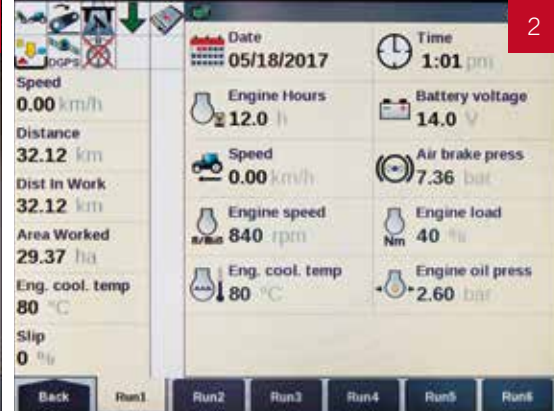 2
DGPS
Speed
0.00 km/h
Distance
32.12 km
Dist In Work
32.12 km
Area Worked
29.37 ha
Eng. cool. temp
80 °C
Slip
0 %
Date
05/18/2017
Time
1:01 pm
Engine Hours
12.0 h
Battery voltage
14.0 V
Speed
0.00 km/h
Air brake press
7.36 bar
Engine speed
840 rpm
Engine load
Nm 40 %
Eng. cool. temp
80 °C
Engine oil press
2.60 bar
Back Run1 Run2 Run3 Run4 Run5 Run6